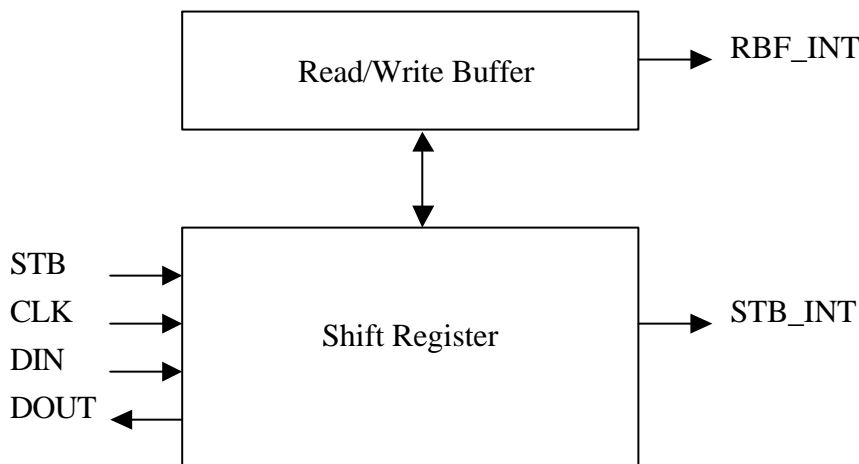 Read/Write Buffer
RBF_INT
STB
CLK
DIN
DOUT
Shift Register
STB_INT